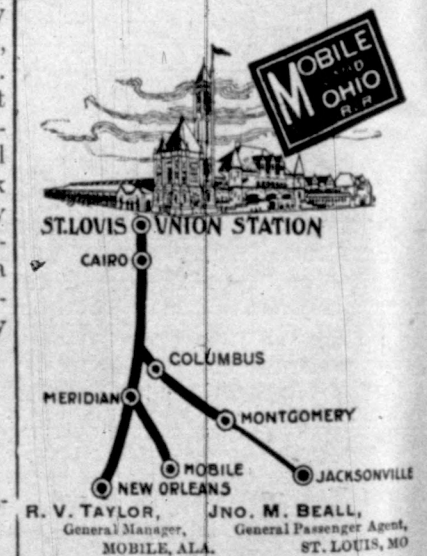 MOBILE
AND
OHIO
R.R
ST. LOUIS UNION STATION
CAIRO
COLUMBUS
MERIDIAN
MONTGOMERY
MOBILE
JACKSONVILLE
NEW ORLEANS
R. V. TAYLOR, JNO. M. BEALL,
General Manager, General Passenger Agent,
MOBILE, ALA. ST. LOUIS, MO